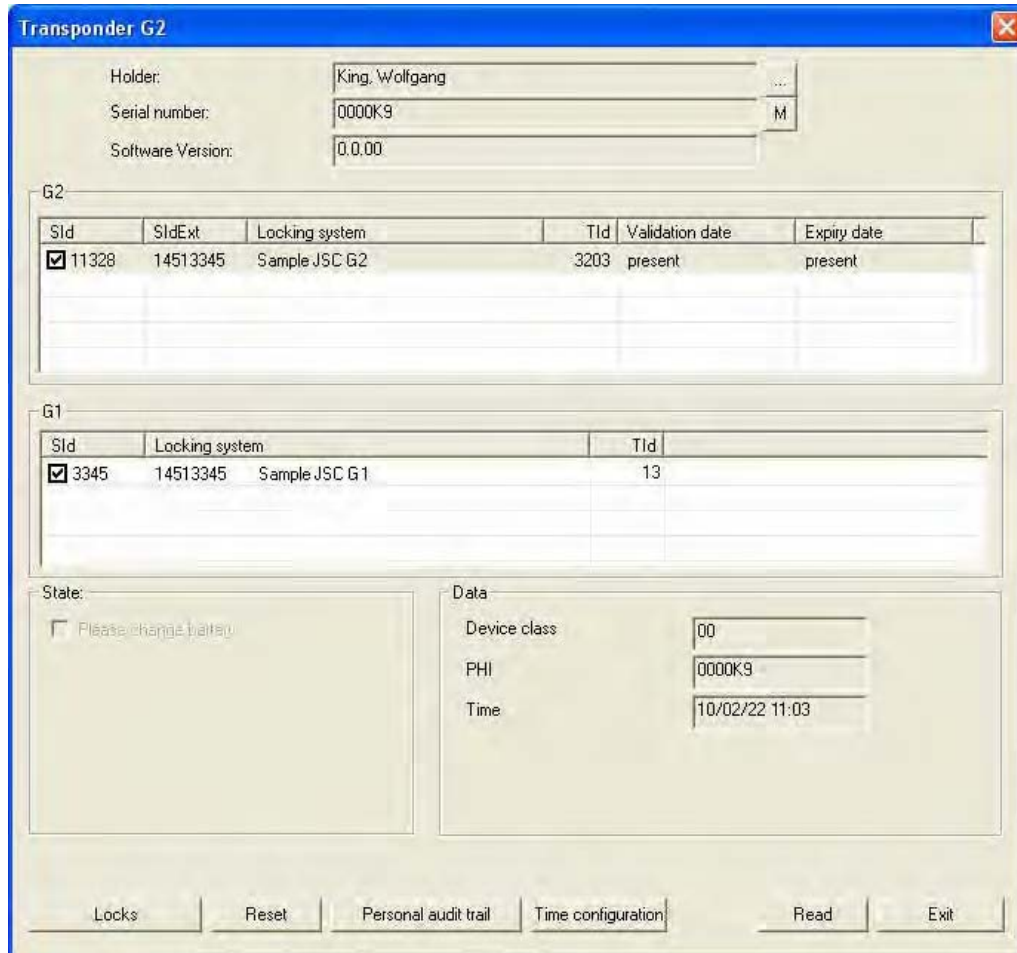 Transponder G2
Holder: King, Wolfgang ...
Serial number: 0000K9 M
Software Version: 0.0.00
G2
SId SIdExt Locking system TId Validation date Expiry date
11328 14513345 Sample JSC G2 3203 present present
G1
SId Locking system TId
3345 14513345 Sample JSC G1 13
State: Data
Please change battery
Device class 00
PHI 0000K9
Time 10/02/22 11:03
Locks Reset Personal audit trail Time configuration Read Exit